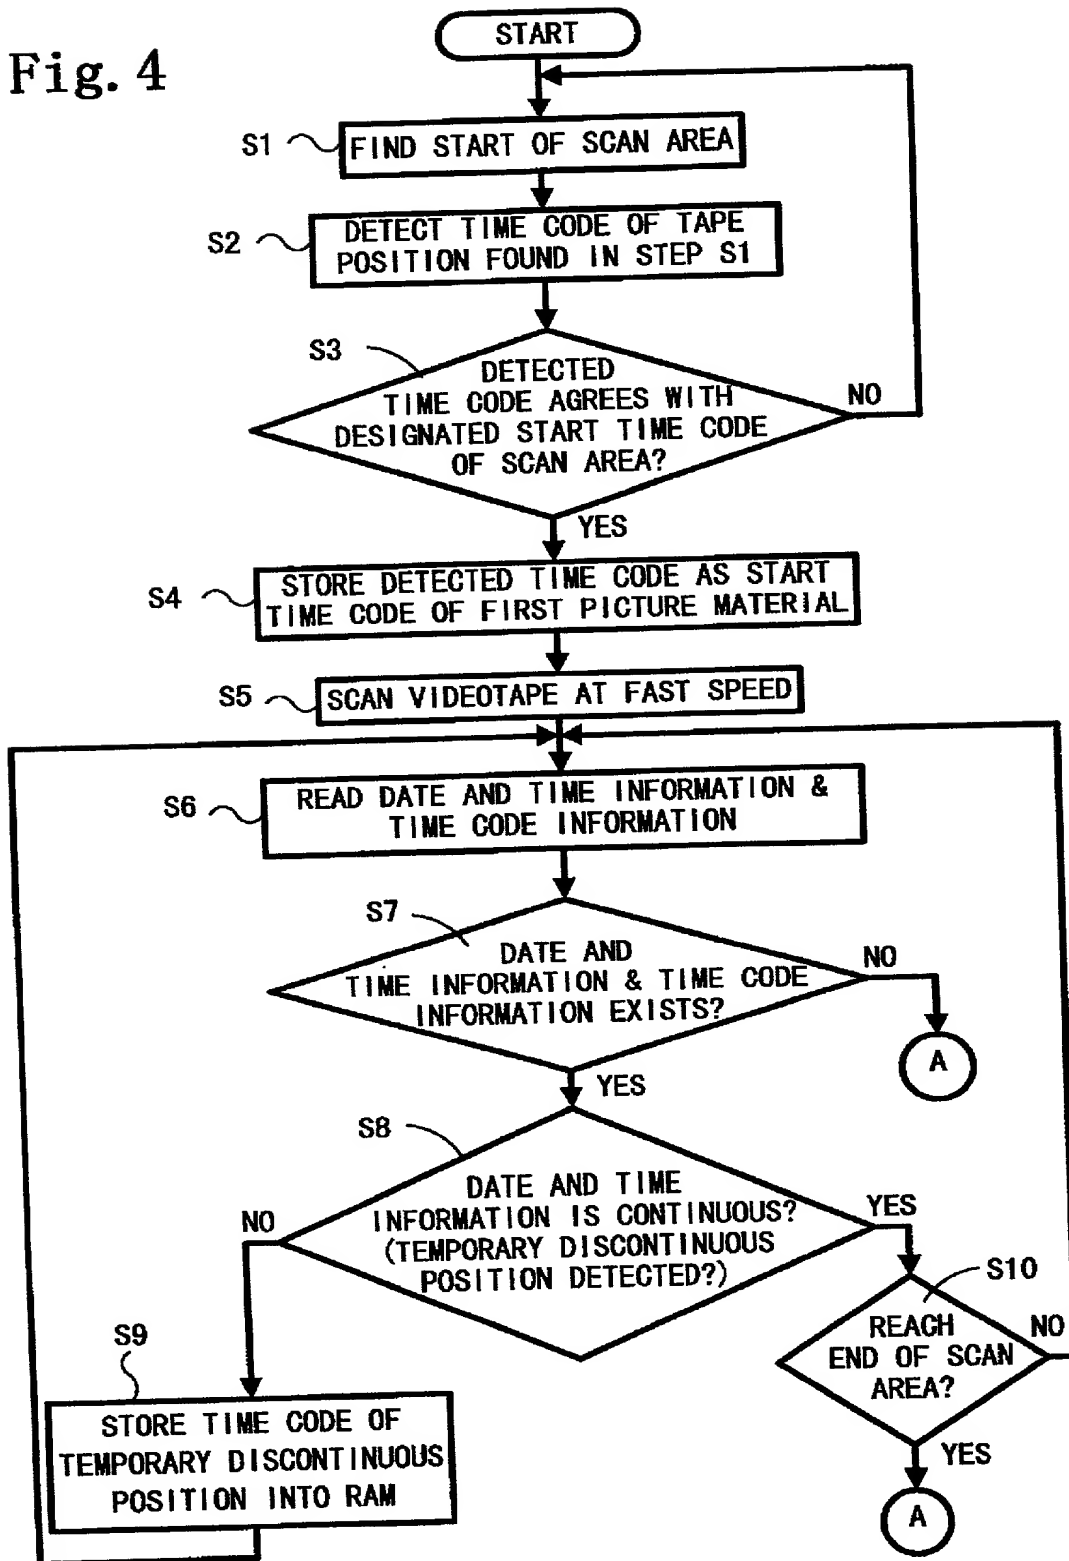 Fig. 4
START
S1
FIND START OF SCAN AREA
S2
DETECT TIME CODE OF TAPE
POSITION FOUND IN STEP S1
S3
DETECTED
TIME CODE AGREES WITH
DESIGNATED START TIME CODE
OF SCAN AREA?
NO
YES
S4
STORE DETECTED TIME CODE AS START
TIME CODE OF FIRST PICTURE MATERIAL
S5
SCAN VIDEOTAPE AT FAST SPEED
S6
READ DATE AND TIME INFORMATION &
TIME CODE INFORMATION
S7
DATE AND
TIME INFORMATION & TIME CODE
INFORMATION EXISTS?
NO
A
YES
S8
DATE AND TIME
INFORMATION IS CONTINUOUS?
(TEMPORARY DISCONTINUOUS
POSITION DETECTED?)
NO
YES
S10
REACH
END OF SCAN
AREA?
NO
S9
STORE TIME CODE OF
TEMPORARY DISCONTINUOUS
POSITION INTO RAM
YES
A